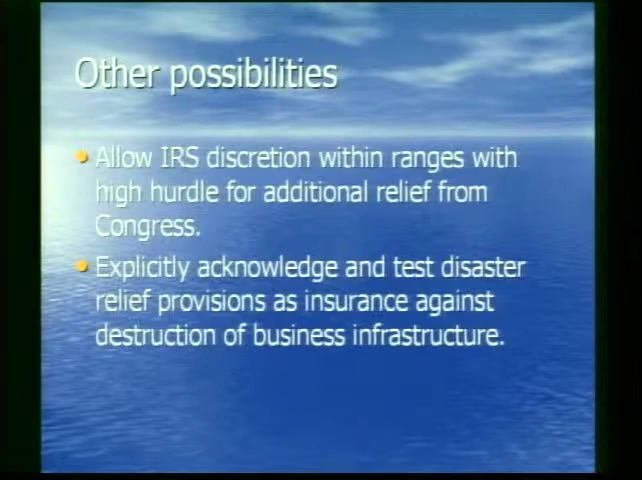 Other possibilities
• Allow IRS discretion within ranges with
high hurdle for additional relief from
Congress.
• Explicitly acknowledge and test disaster
relief provisions as insurance against
destruction of business infrastructure.